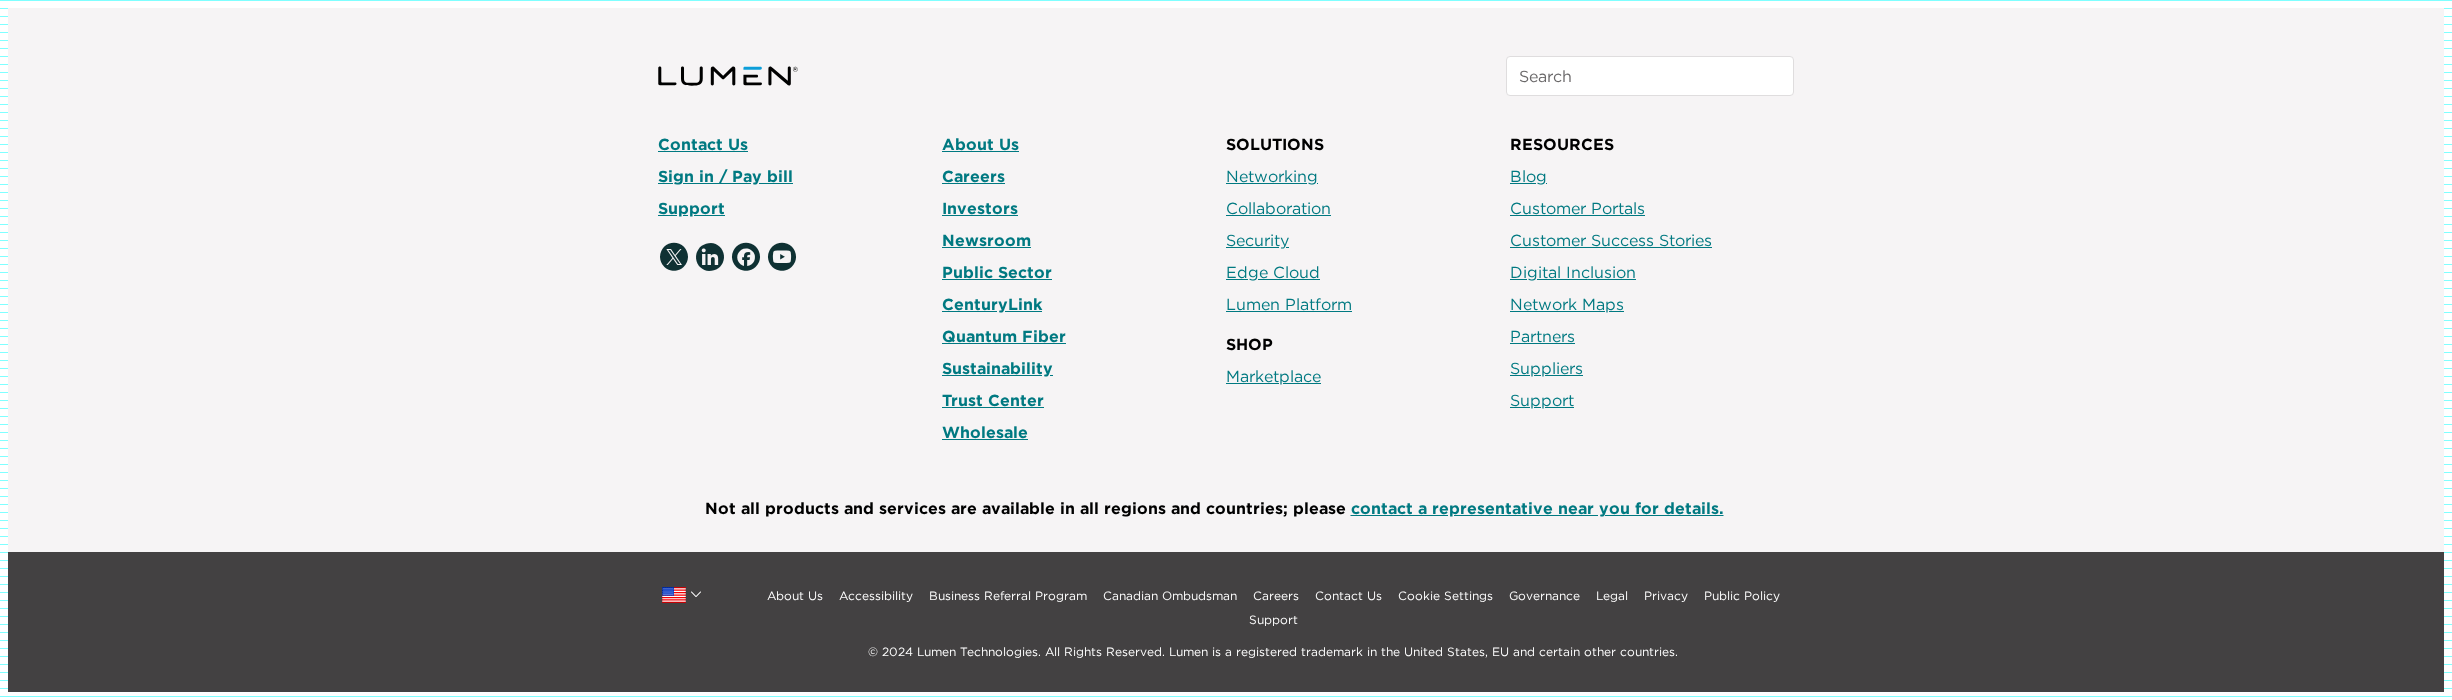 LUMEN®
Search
Contact Us
Sign in / Pay bill
Support
About Us
Careers
Investors
Newsroom
Public Sector
CenturyLink
Quantum Fiber
Sustainability
Trust Center
Wholesale
SOLUTIONS
Networking
Collaboration
Security
Edge Cloud
Lumen Platform
SHOP
Marketplace
RESOURCES
Blog
Customer Portals
Customer Success Stories
Digital Inclusion
Network Maps
Partners
Suppliers
Support
Not all products and services are available in all regions and countries; please contact a representative near you for details.
About Us Accessibility Business Referral Program Canadian Ombudsman Careers Contact Us Cookie Settings Governance Legal Privacy Public Policy
Support
© 2024 Lumen Technologies. All Rights Reserved. Lumen is a registered trademark in the United States, EU and certain other countries.